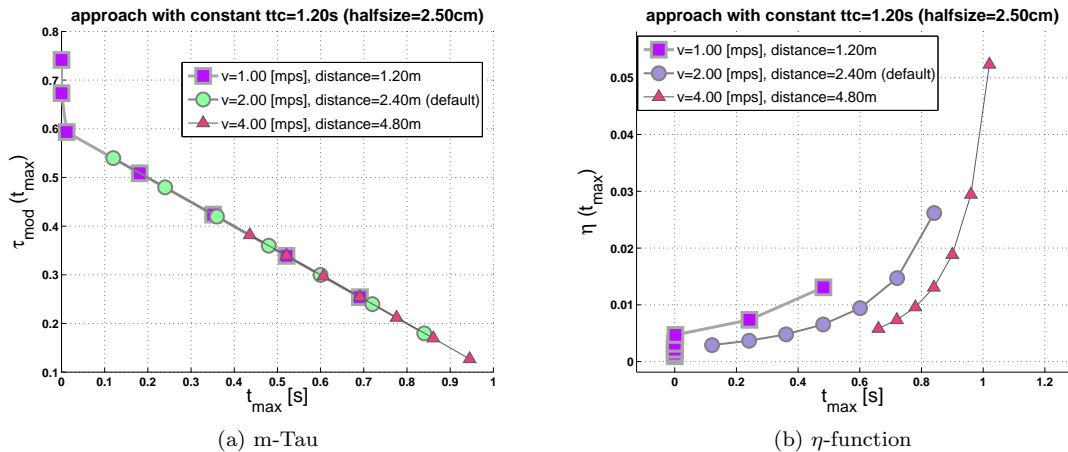 approach with constant ttc=1.20s (halfsize=2.50cm)
0.8
0.7
0.6
0.5
0.4
0.3
0.2
0.1
τ_mod (t_max)
v=1.00 [mps], distance=1.20m
v=2.00 [mps], distance=2.40m (default)
v=4.00 [mps], distance=4.80m
0 0.1 0.2 0.3 0.4 0.5 0.6 0.7 0.8 0.9 1
t_max [s]
(a) m-Tau
approach with constant ttc=1.20s (halfsize=2.50cm)
v=1.00 [mps], distance=1.20m
v=2.00 [mps], distance=2.40m (default)
v=4.00 [mps], distance=4.80m
0.05
0.04
0.03
0.02
0.01
0
η (t_max)
0 0.2 0.4 0.6 0.8 1 1.2
t_max [s]
(b) η-function